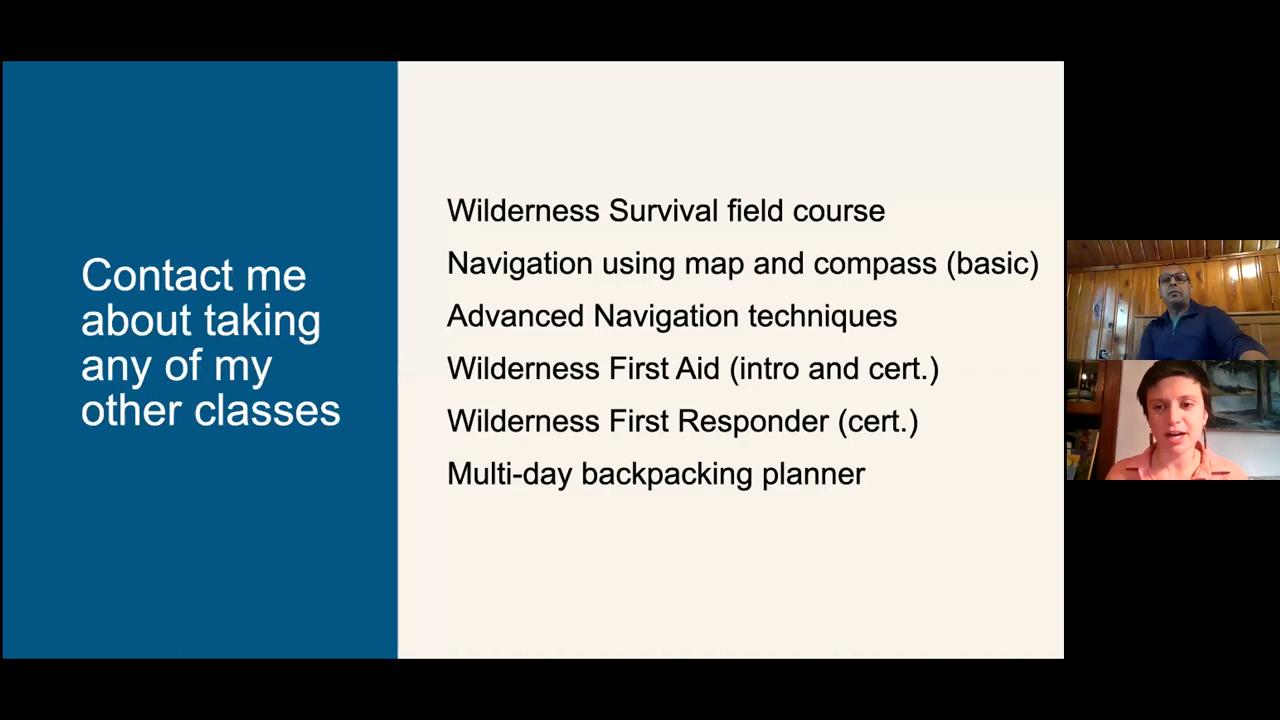 Contact me
about taking
any of my
other classes
Wilderness Survival field course
Navigation using map and compass (basic)
Advanced Navigation techniques
Wilderness First Aid (intro and cert.)
Wilderness First Responder (cert.)
Multi-day backpacking planner